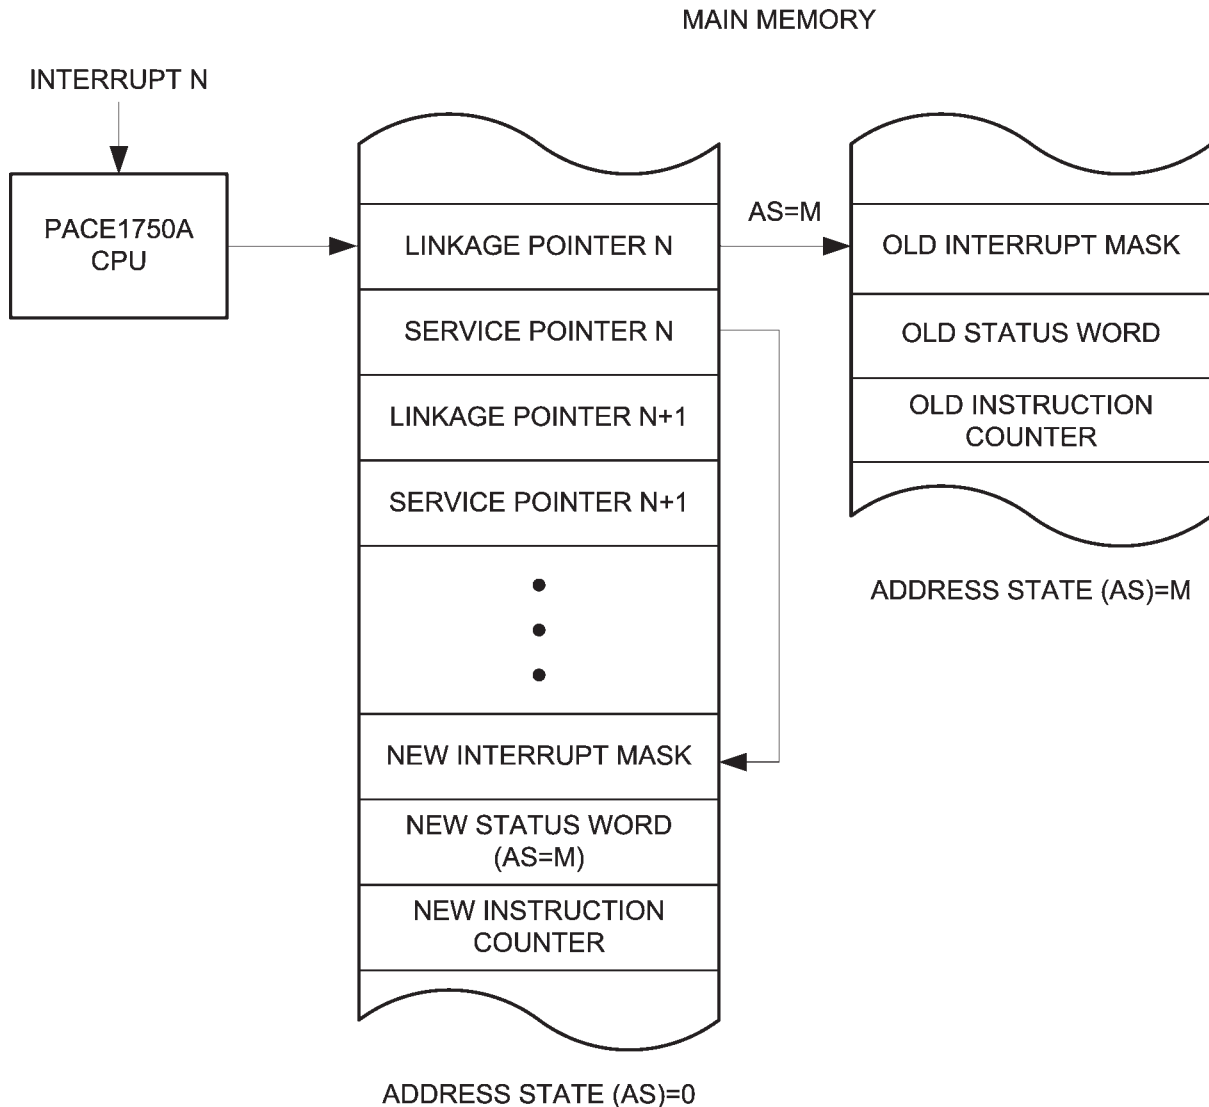 MAIN MEMORY
INTERRUPT N
PACE1750A
CPU
LINKAGE POINTER N
SERVICE POINTER N
LINKAGE POINTER N+1
SERVICE POINTER N+1
NEW INTERRUPT MASK
NEW STATUS WORD
(AS=M)
NEW INSTRUCTION
COUNTER
ADDRESS STATE (AS)=0
AS=M
OLD INTERRUPT MASK
OLD STATUS WORD
OLD INSTRUCTION
COUNTER
ADDRESS STATE (AS)=M